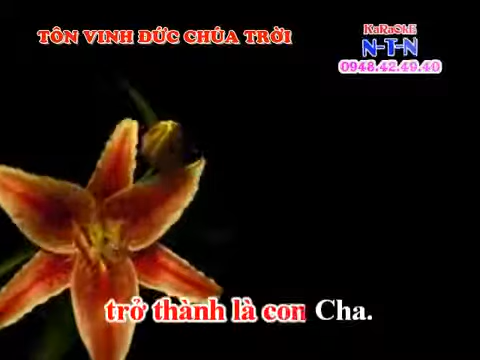 TÔN VINH ĐỨC CHÚA TRỜI
KaRaOkE
N-T-N
0948.42.49.40
trở thành là con Cha.